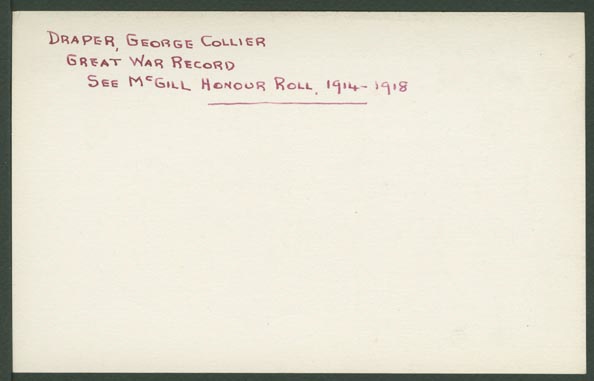 DRAPER, GEORGE COLLIER
GREAT WAR RECORD
SEE McGILL HONOUR ROLL, 1914-1918